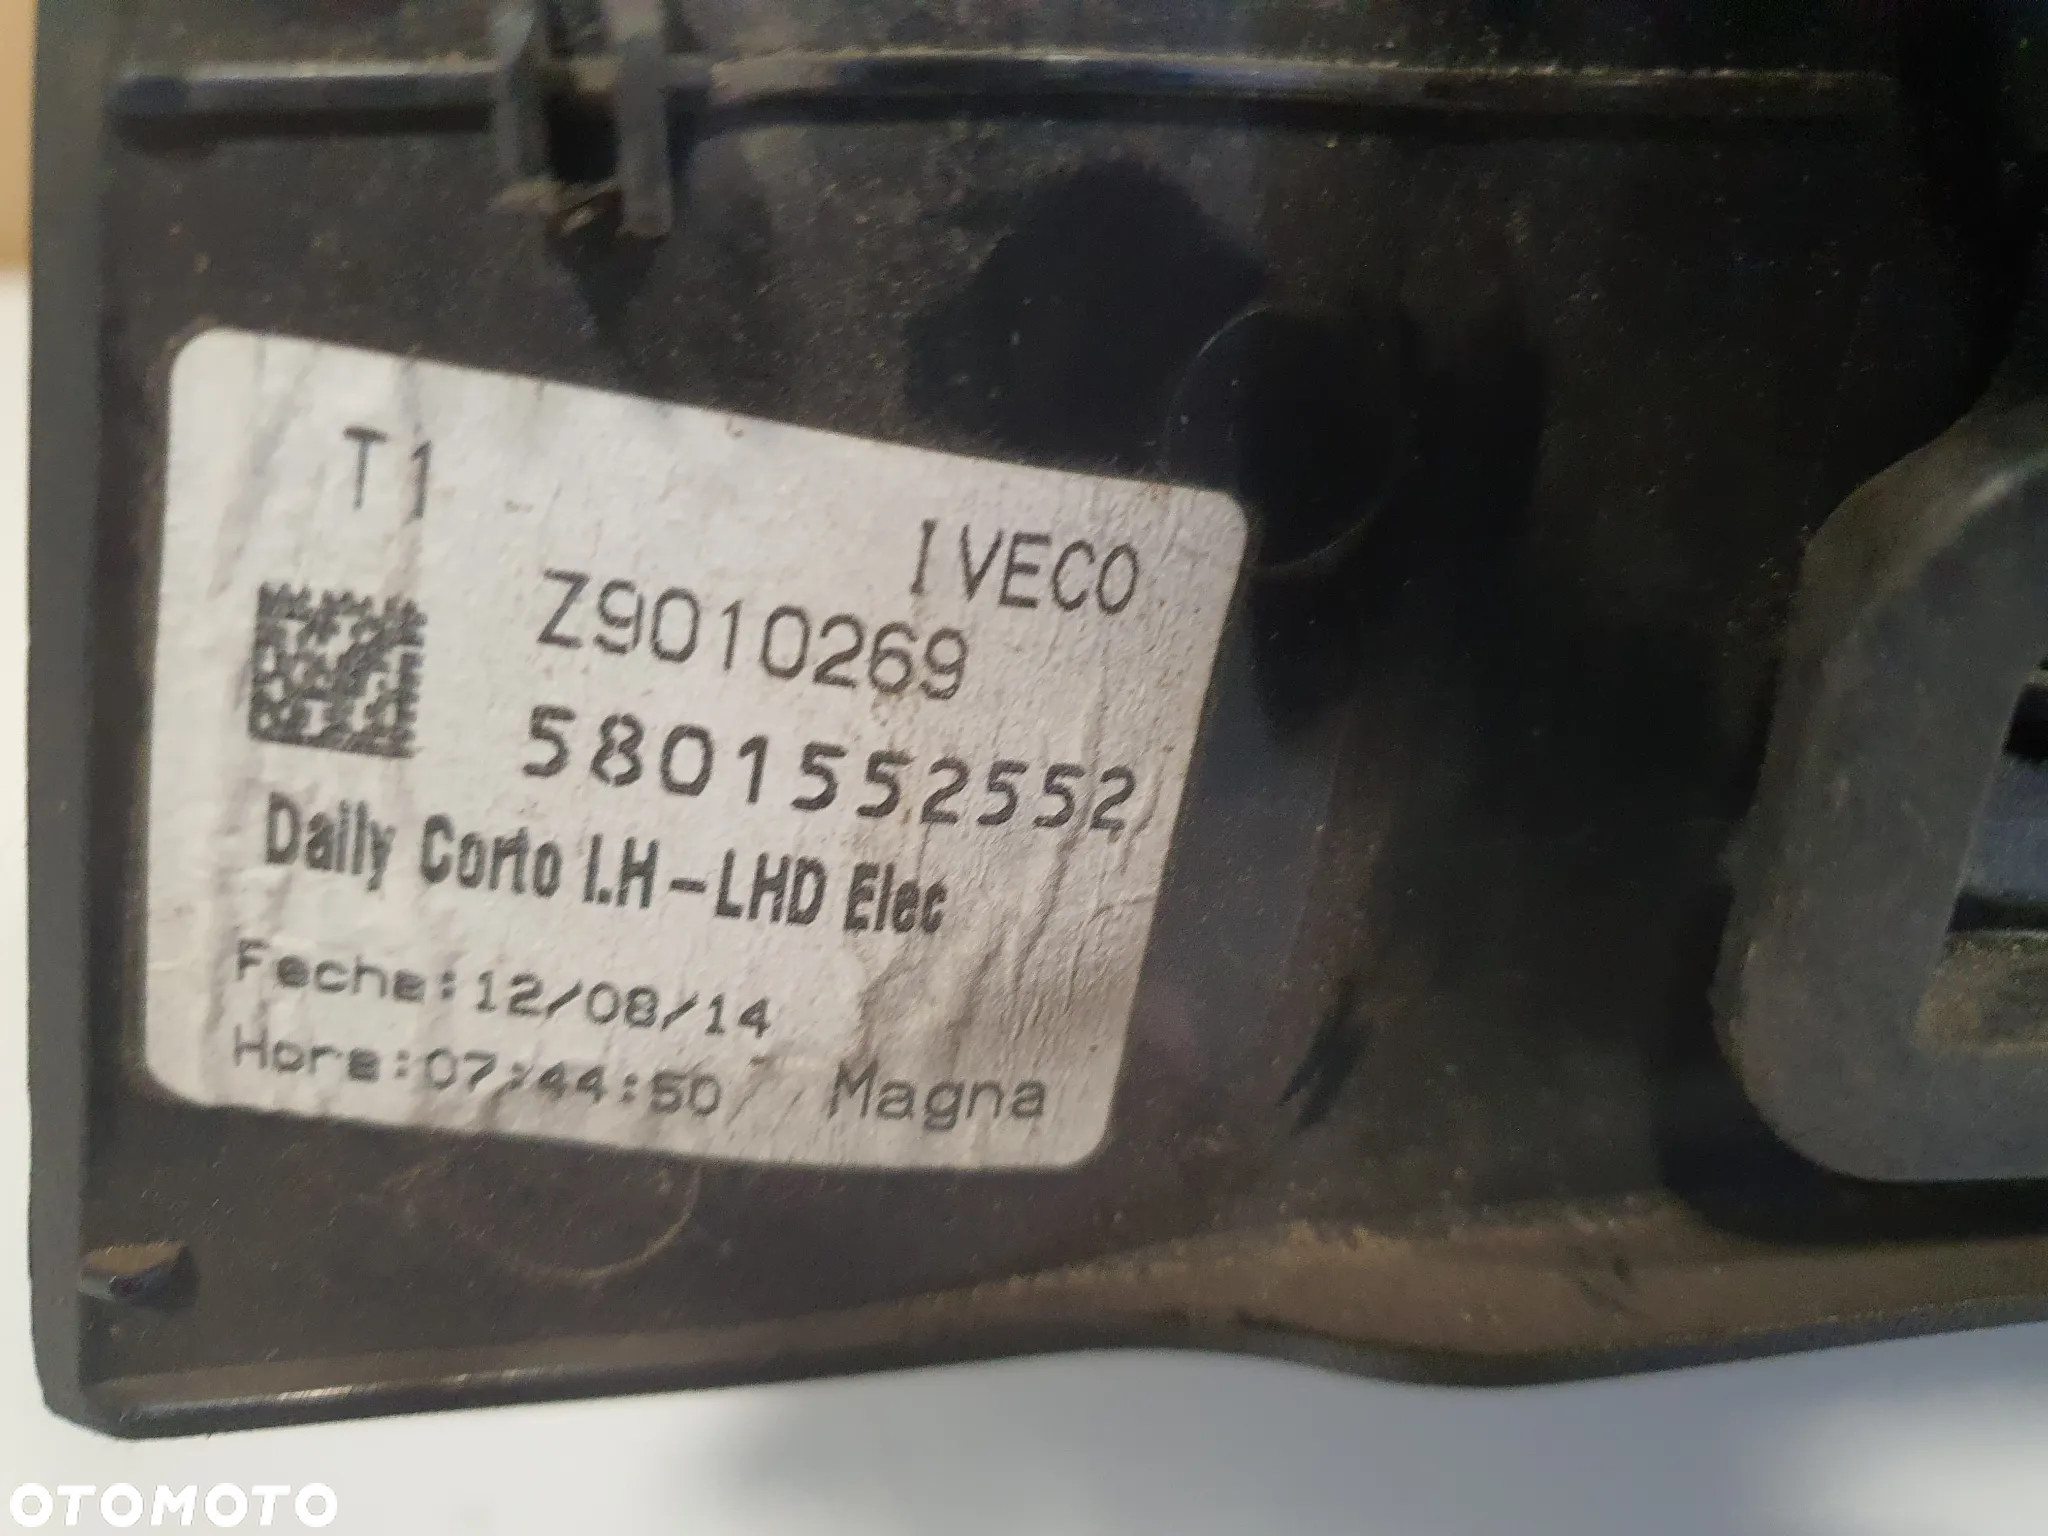 T1
IVECO
Z9010269
5801552552
Daily Corto I.H-LHD Elec
Fecha:12/08/14
Hora:07:44:50
Magna
OTOMOTO